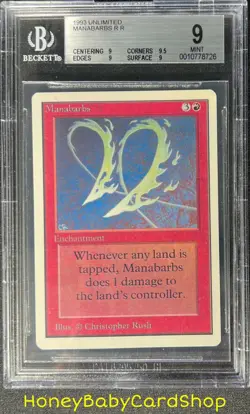 1993 UNLIMITED
MANABARBS R R
BECKETT
CENTERING 9 CORNERS 9.5
EDGES 9 SURFACE 9
9
MINT
0010778726
Manabarbs
Enchantment
Whenever any land is
tapped, Manabarbs
does 1 damage to
the land's controller.
Illus. © Christopher Rush
HoneyBabyCardShop